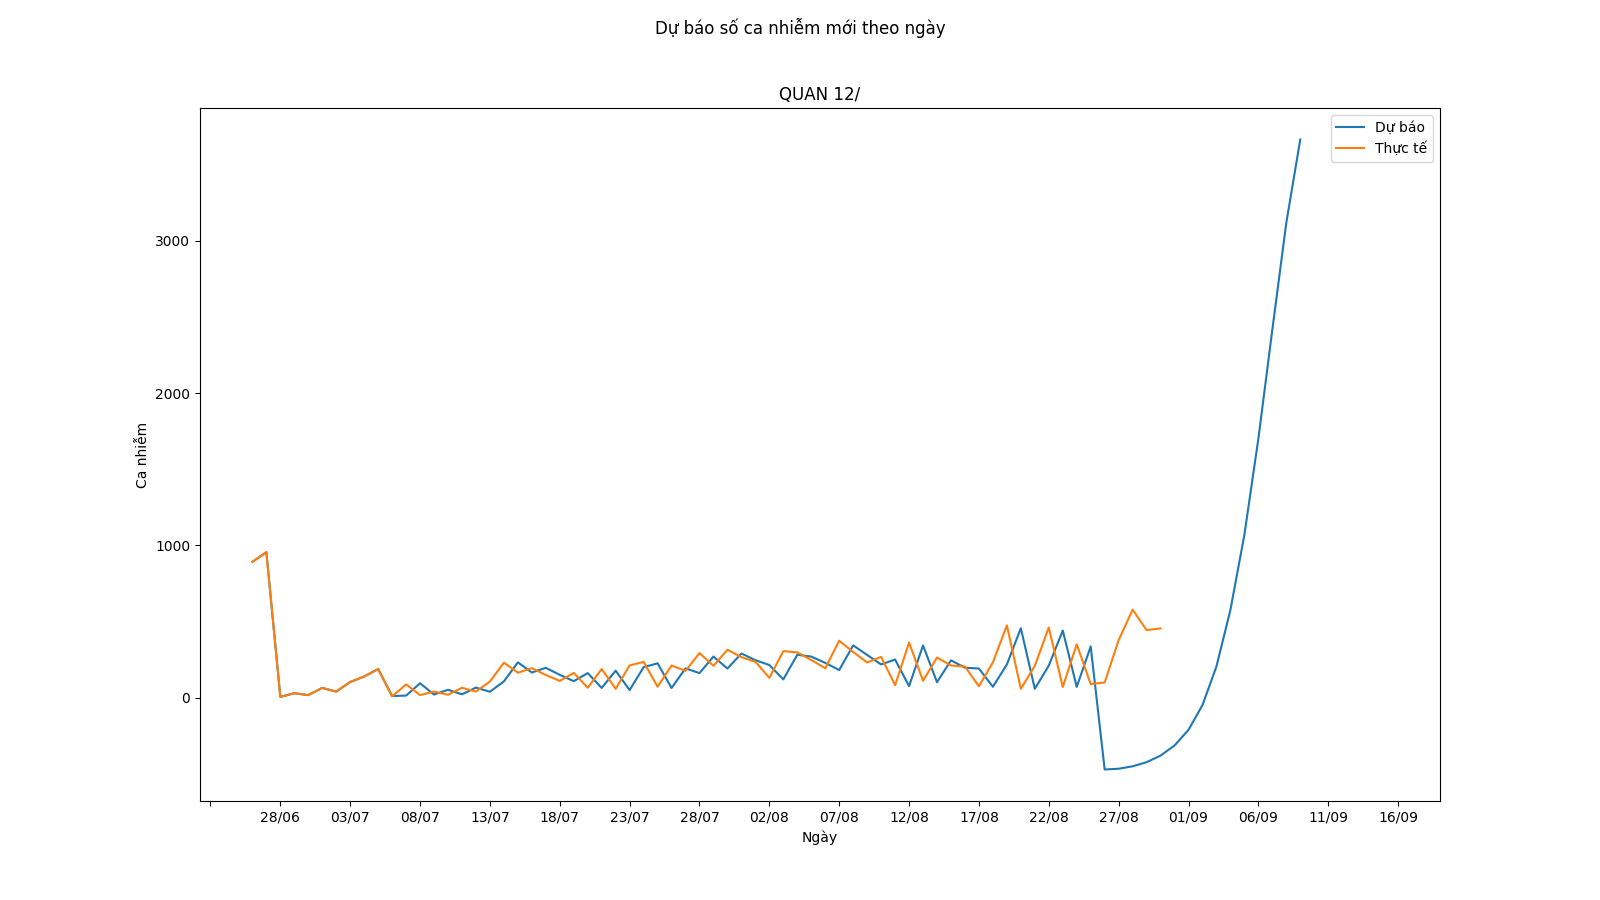 Dự báo số ca nhiễm mới theo ngày
QUAN 12/
Dự báo
Thực tế
3000
2000
1000
0
Ca nhiễm
28/06 03/07 08/07 13/07 18/07 23/07 28/07 02/08 07/08 12/08 17/08 22/08 27/08 01/09 06/09 11/09 16/09
Ngày